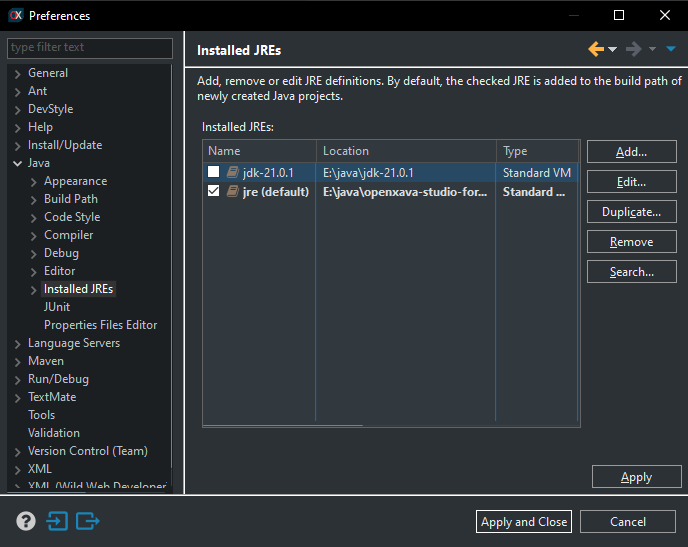 Preferences
type filter text
General
Ant
DevStyle
Help
Install/Update
Java
Appearance
Build Path
Code Style
Compiler
Debug
Editor
Installed JREs
JUnit
Properties Files Editor
Language Servers
Maven
Run/Debug
TextMate
Tools
Validation
Version Control (Team)
XML
XML (Wild Web Developer
Installed JREs
Add, remove or edit JRE definitions. By default, the checked JRE is added to the build path of
newly created Java projects.
Installed JREs:
Name Location Type
jdk-21.0.1 E:\java\jdk-21.0.1 Standard VM
jre (default) E:\java\openxava-studio-for... Standard ...
Add...
Edit...
Duplicate...
Remove
Search...
Apply
Apply and Close Cancel